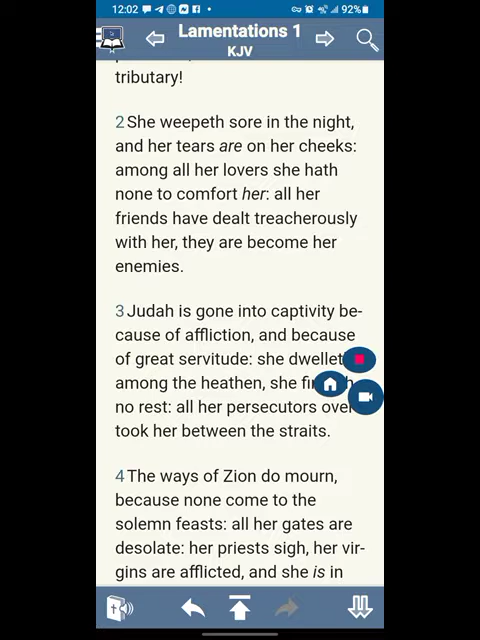 12:02
92%
Lamentations 1
KJV
tributary!
2 She weepeth sore in the night,
and her tears are on her cheeks:
among all her lovers she hath
none to comfort her: all her
friends have dealt treacherously
with her, they are become her
enemies.
3 Judah is gone into captivity be-
cause of affliction, and because
of great servitude: she
among the heathen, she
no rest: all her persecutors over
took her between the straits.
4 The ways of Zion do mourn,
because none come to the
solemn feasts: all her gates are
desolate: her priests sigh, her vir-
gins are afflicted, and she is in